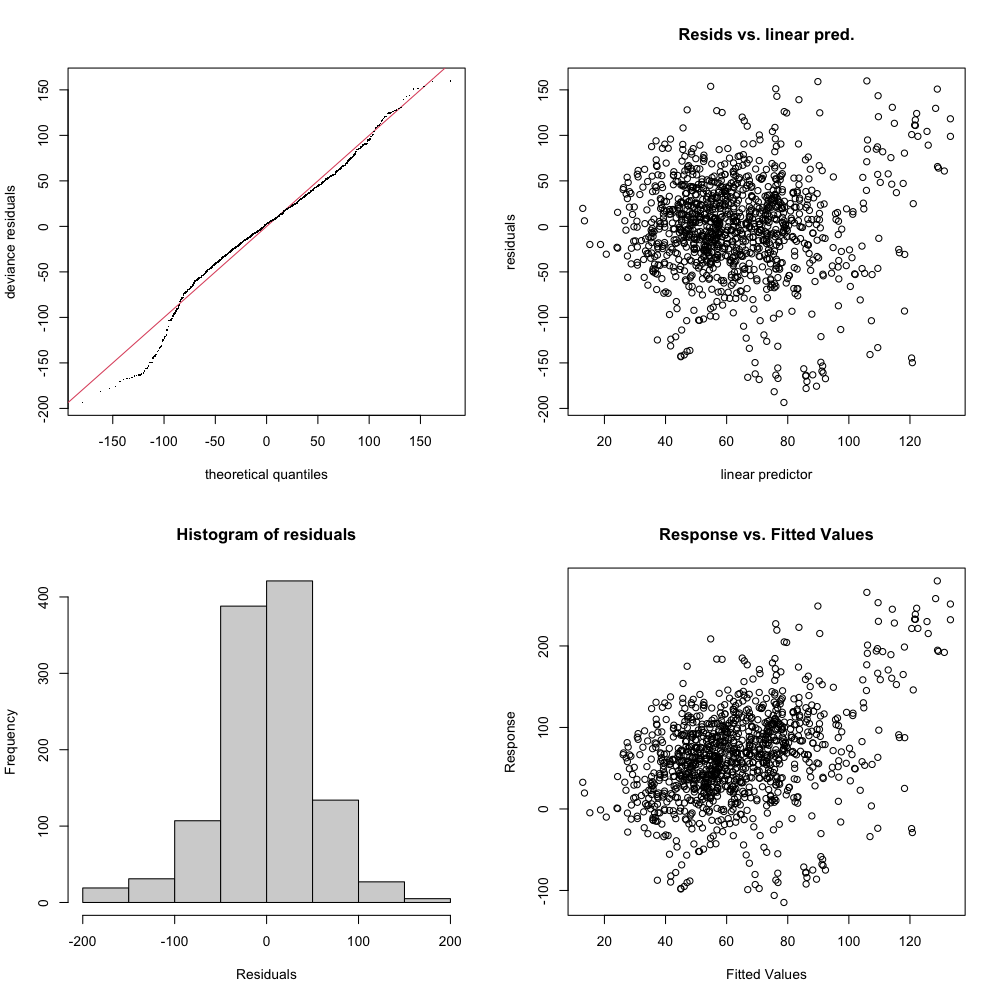 deviance residuals
150
100
50
0
-50
-100
-150
-200
-150 -100 -50 0 50 100 150
theoretical quantiles
Resids vs. linear pred.
residuals
150
100
50
0
-50
-100
-150
-200
20 40 60 80 100 120
linear predictor
Histogram of residuals
Frequency
400
300
200
100
0
-200 -100 0 100 200
Residuals
Response vs. Fitted Values
Response
200
100
0
-100
20 40 60 80 100 120
Fitted Values